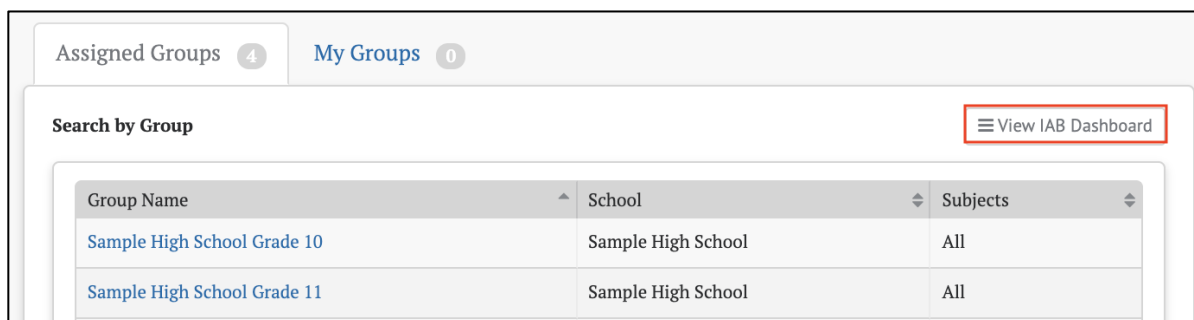 Assigned Groups 4 My Groups 0
Search by Group View IAB Dashboard
Group Name School Subjects
Sample High School Grade 10 Sample High School All
Sample High School Grade 11 Sample High School All